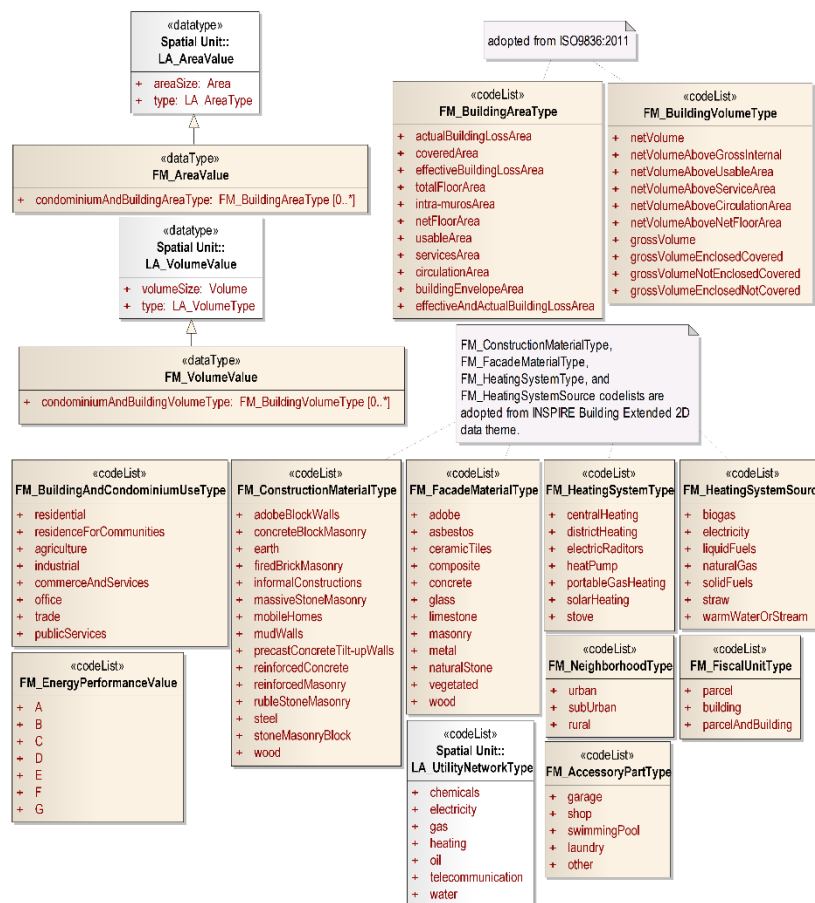 «datatype»
Spatial Unit::
LA_AreaValue
+ areaSize: Area
+ type: LA_AreaType
«dataType»
FM_AreaValue
+ condominiumAndBuildingAreaType: FM_BuildingAreaType [0..*]
«datatype»
Spatial Unit::
LA_VolumeValue
+ volumeSize: Volume
+ type: LA_VolumeType
«dataType»
FM_VolumeValue
+ condominiumAndBuildingVolumeType: FM_BuildingVolumeType [0..*]
adopted from ISO9836:2011
«codeList»
FM_BuildingAreaType
+ actualBuildingLossArea
+ coveredArea
+ effectiveBuildingLossArea
+ totalFloorArea
+ intra-murosArea
+ netFloorArea
+ usableArea
+ servicesArea
+ circulationArea
+ buildingEnvelopeArea
+ effectiveAndActualBuildingLossArea
«codeList»
FM_BuildingVolumeType
+ netVolume
+ netVolumeAboveGrossInternal
+ netVolumeAboveUsableArea
+ netVolumeAboveServiceArea
+ netVolumeAboveCirculationArea
+ netVolumeAboveNetFloorArea
+ grossVolume
+ grossVolumeEnclosedCovered
+ grossVolumeNotEnclosedCovered
+ grossVolumeEnclosedNotCovered
FM_ConstructionMaterialType,
FM_FacadeMaterialType,
FM_HeatingSystemType, and
FM_HeatingSystemSource codelists are
adopted from INSPIRE Building Extended 2D
data theme.
«codeList»
FM_BuildingAndCondominiumUseType
+ residential
+ residenceForCommunities
+ agriculture
+ industrial
+ commerceAndServices
+ office
+ trade
+ publicServices
«codeList»
FM_ConstructionMaterialType
+ adobeBlockWalls
+ concreteBlockMasonry
+ earth
+ firedBrickMasonry
+ informalConstructions
+ massiveStoneMasonry
+ mobileHomes
+ mudWalls
+ precastConcreteTilt-upWalls
+ reinforcedConcrete
+ reinforcedMasonry
+ rubleStoneMasonry
+ steel
+ stoneMasonryBlock
+ wood
«codeList»
FM_FacadeMaterialType
+ adobe
+ asbestos
+ ceramicTiles
+ composite
+ concrete
+ glass
+ limestone
+ masonry
+ metal
+ naturalStone
+ vegetated
+ wood
«codeList»
FM_HeatingSystemType
+ centralHeating
+ districtHeating
+ electricRaditors
+ heatPump
+ portableGasHeating
+ solarHeating
+ stove
«codeList»
FM_HeatingSystemSource
+ biogas
+ electricity
+ liquidFuels
+ naturalGas
+ solidFuels
+ straw
+ warmWaterOrStream
«codeList»
FM_EnergyPerformanceValue
+ A
+ B
+ C
+ D
+ E
+ F
+ G
«codeList»
FM_NeighborhoodType
+ urban
+ subUrban
+ rural
«codeList»
FM_FiscalUnitType
+ parcel
+ building
+ parcelAndBuilding
«codeList»
Spatial Unit::
LA_UtilityNetworkType
+ chemicals
+ electricity
+ gas
+ heating
+ oil
+ telecommunication
+ water
«codeList»
FM_AccessoryPartType
+ garage
+ shop
+ swimmingPool
+ laundry
+ other